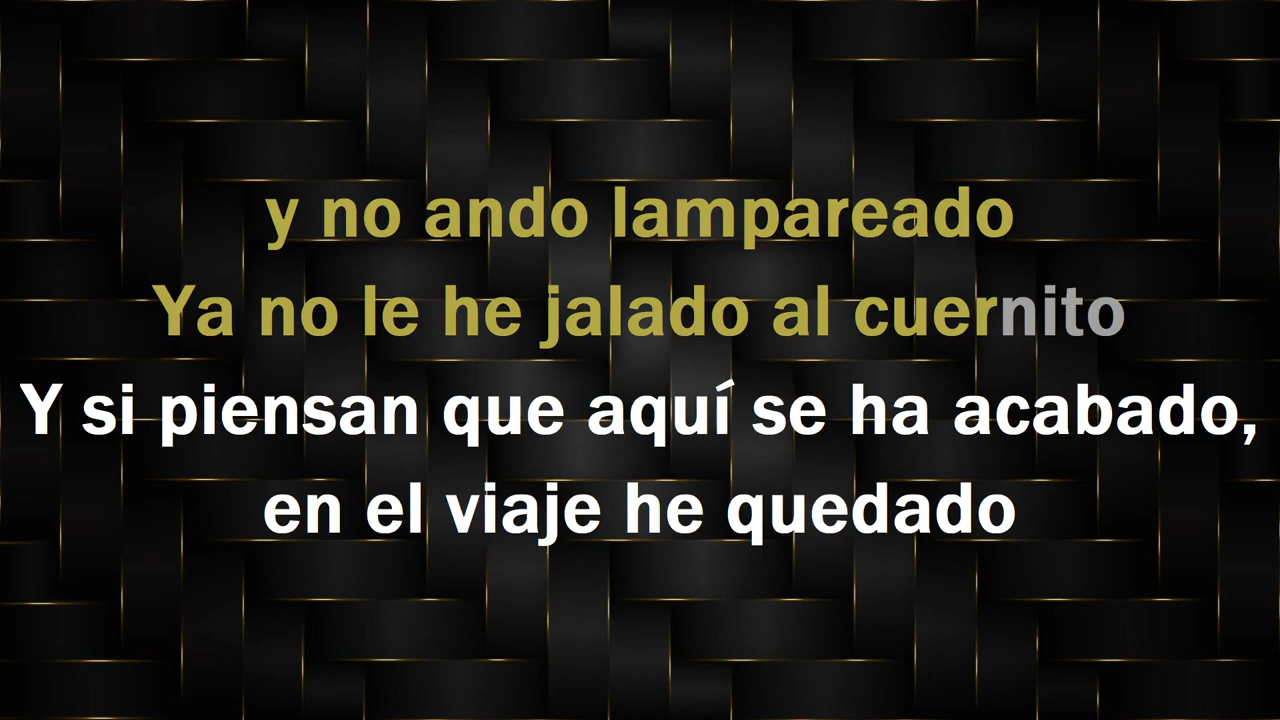 y no ando lampareado
Ya no le he jalado al cuernito
Y si piensan que aquí se ha acabado,
en el viaje he quedado